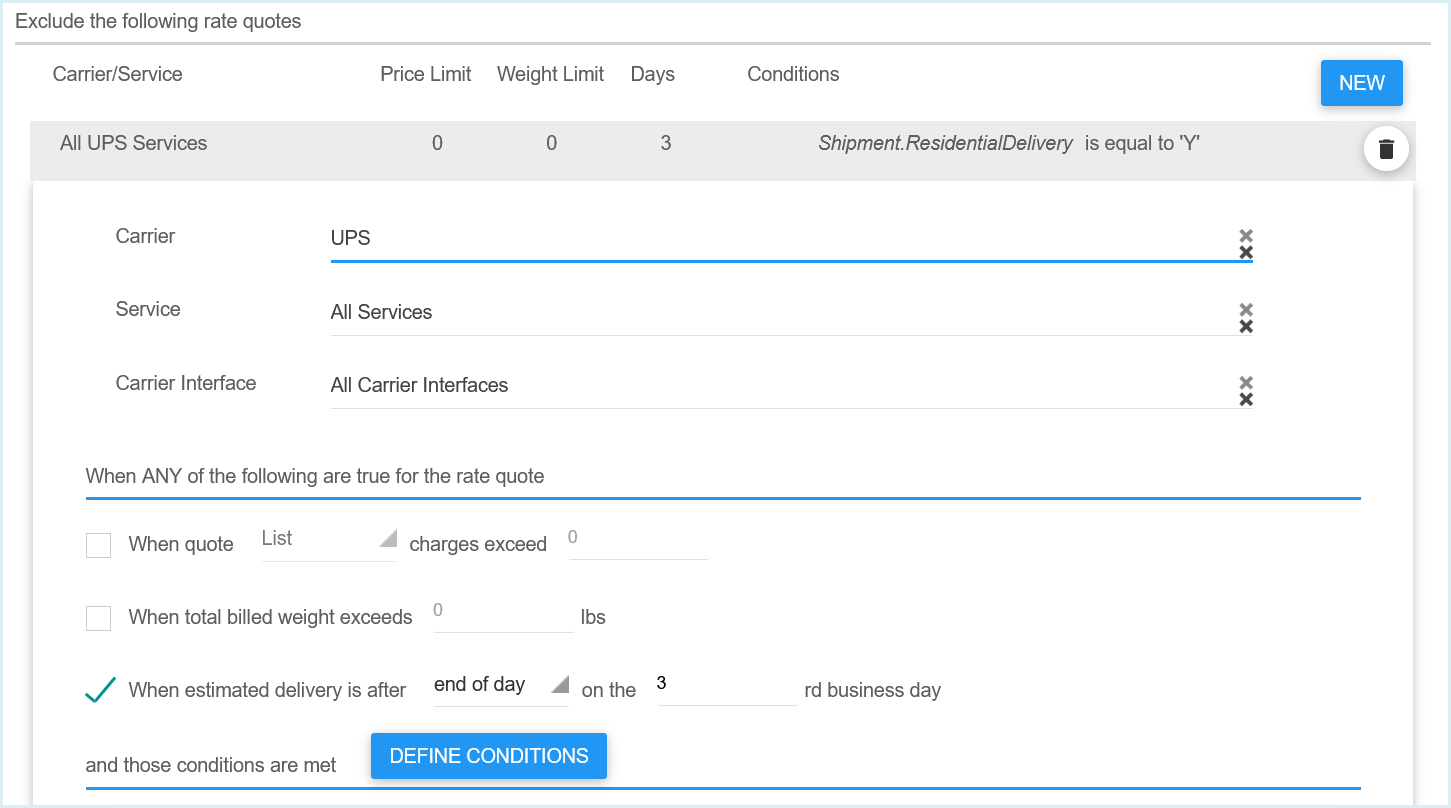 Exclude the following rate quotes
Carrier/Service Price Limit Weight Limit Days Conditions NEW
All UPS Services 0 0 3 Shipment.ResidentialDelivery is equal to 'Y'
Carrier UPS
Service All Services
Carrier Interface All Carrier Interfaces
When ANY of the following are true for the rate quote
When quote List charges exceed 0
When total billed weight exceeds 0 lbs
When estimated delivery is after end of day on the 3 rd business day
and those conditions are met DEFINE CONDITIONS